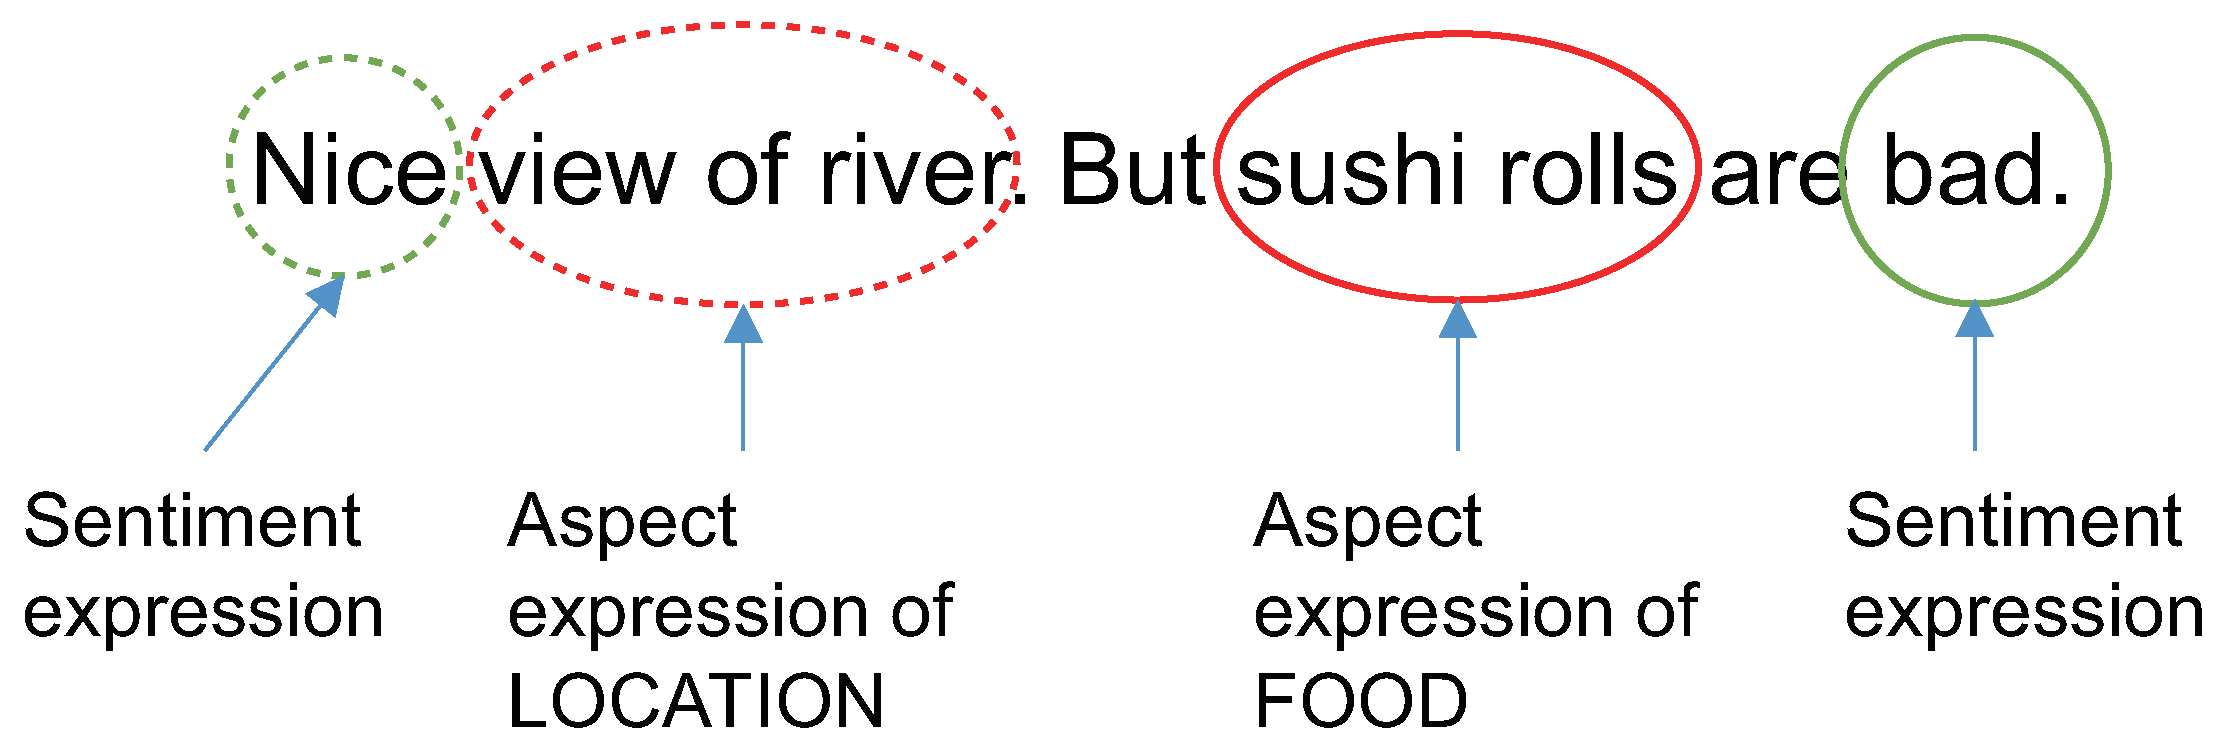 Nice view of river. But sushi rolls are bad.
Sentiment
expression
Aspect
expression of
LOCATION
Aspect
expression of
FOOD
Sentiment
expression